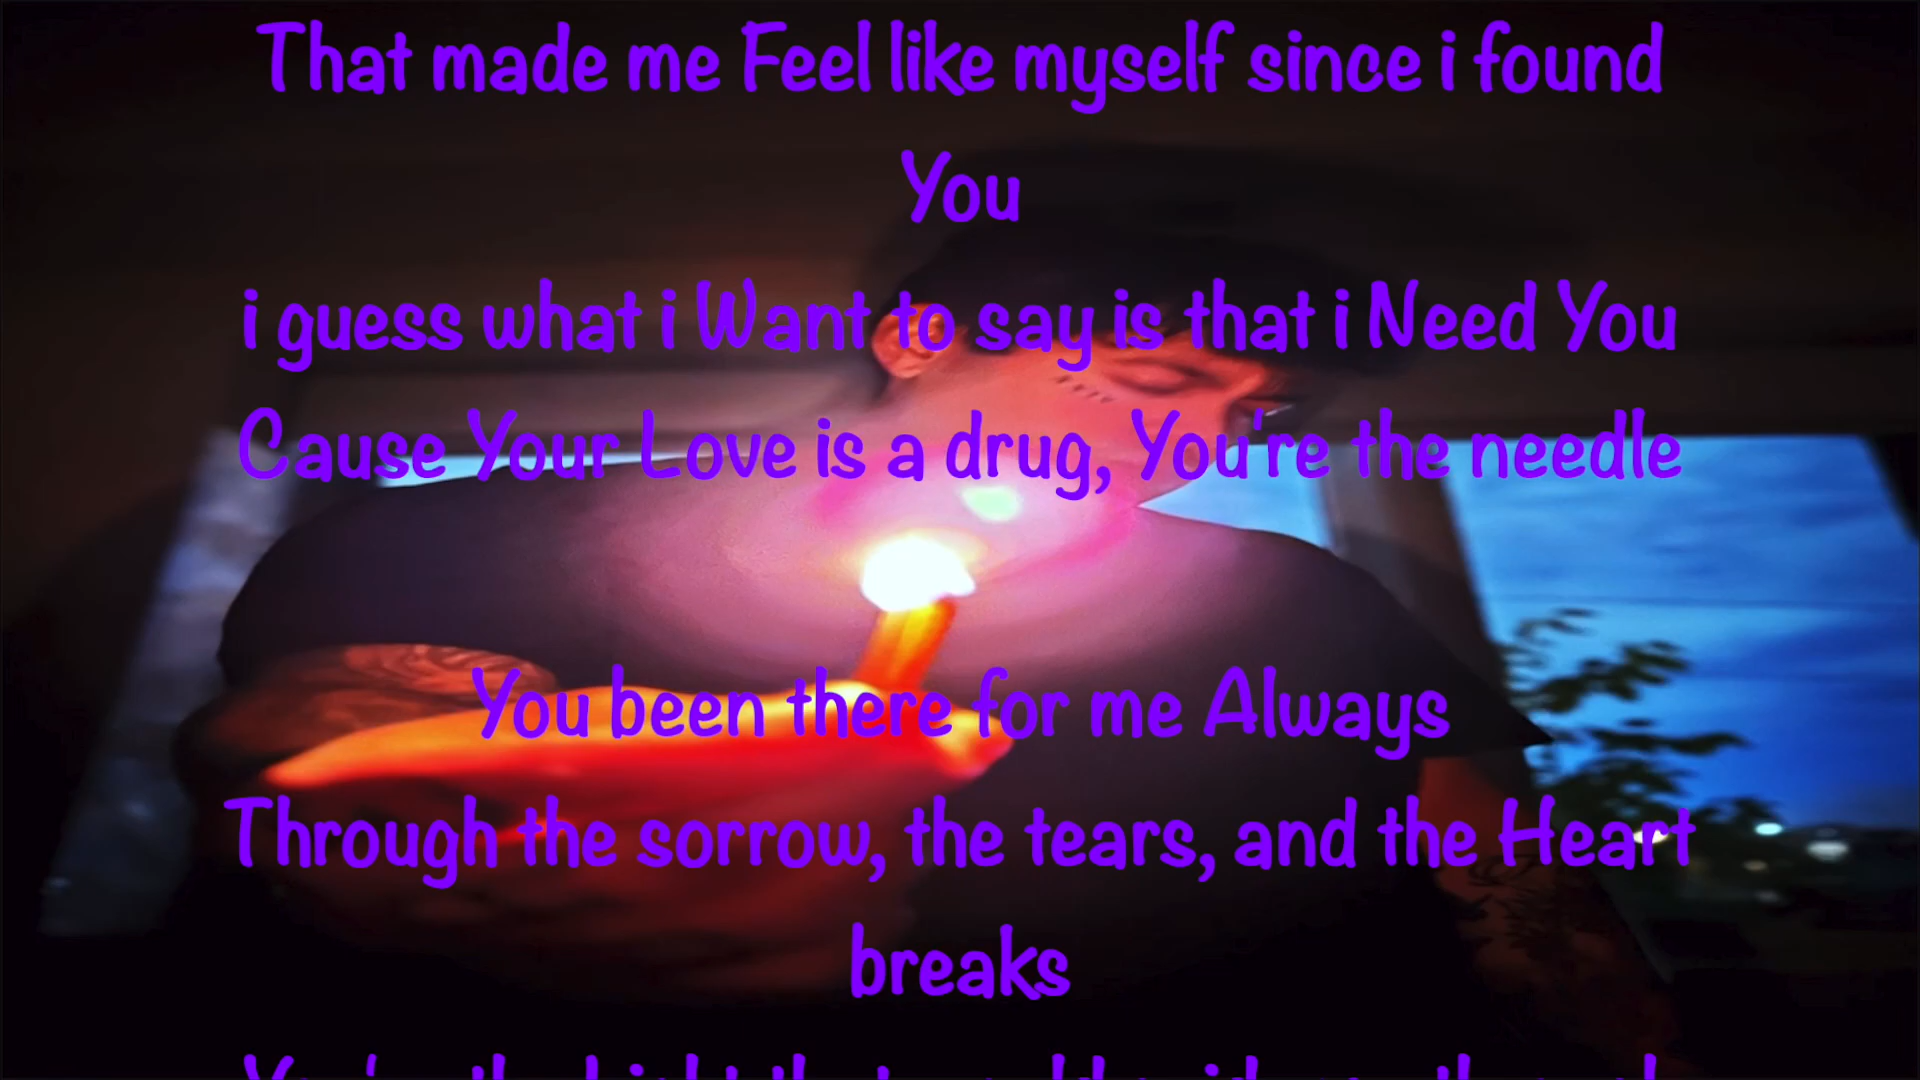 That made me Feel like myself since i found
You
i guess what i Want to say is that i Need You
Cause Your Love is a drug, You're the needle
You been there for me Always
Through the sorrow, the tears, and the Heart
breaks